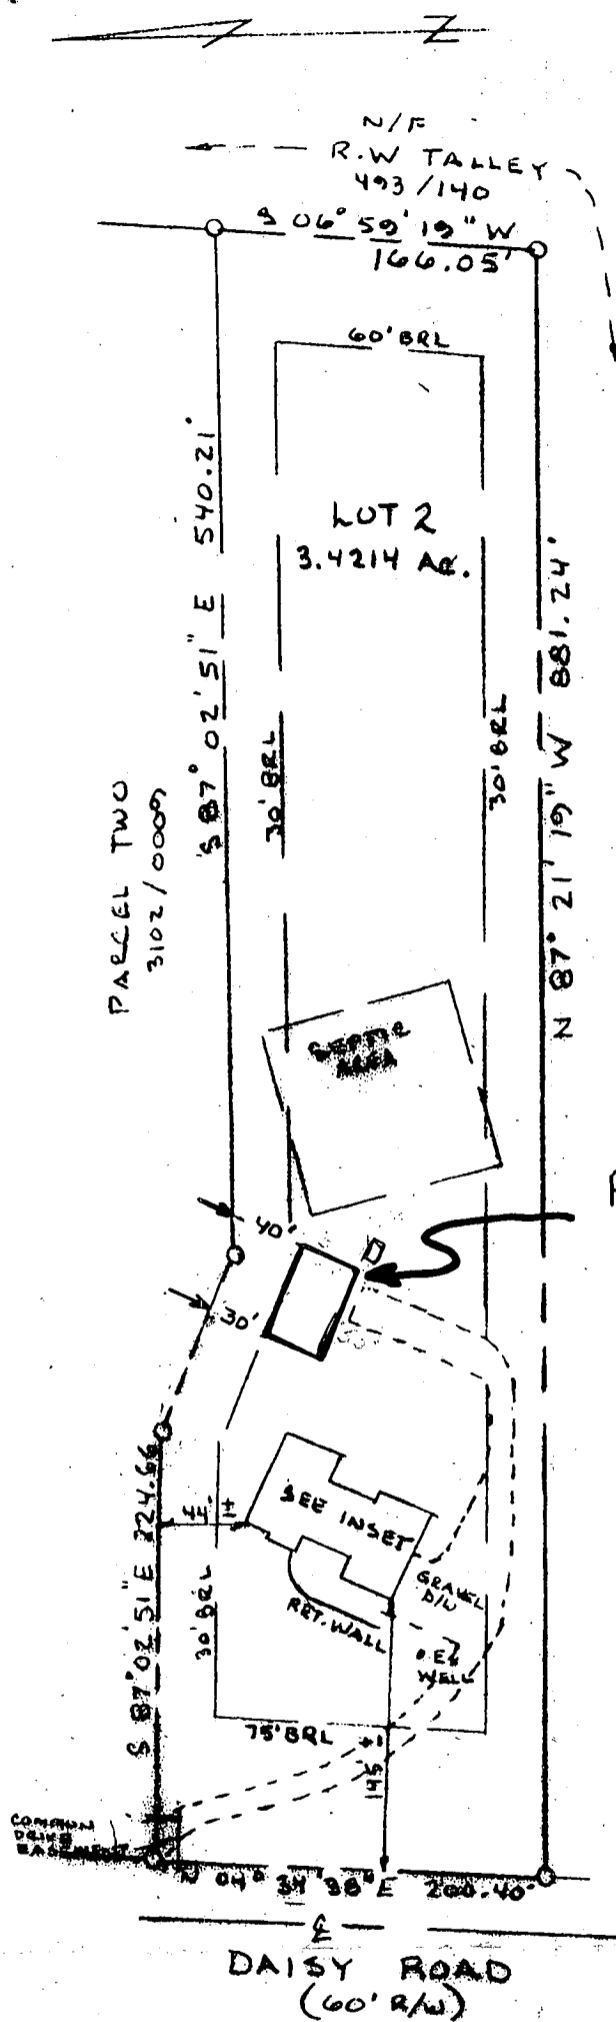 N
N/F
R.W TALLEY
493/140
S 06° 59' 19" W
166.05'
60' BRL
S 87° 02' 51" E 540.21'
LOT 2
3.4214 AC.
N 87° 21' 19" W 881.24'
30' BRL
30' BRL
PARCEL TWO
3102/0009
SEPTIC
AREA
40'
30'
SEE INSET
44' ±
S 87° 02' 51" E 224.66
30' BRL
RET. WALL
GRAVEL
D/W
WELL
75' BRL
195' ±
COMMON
DRIVE
EASEMENT
N 04° 34' 38" E 200.40'
℄
DAISY ROAD
(60' R/W)